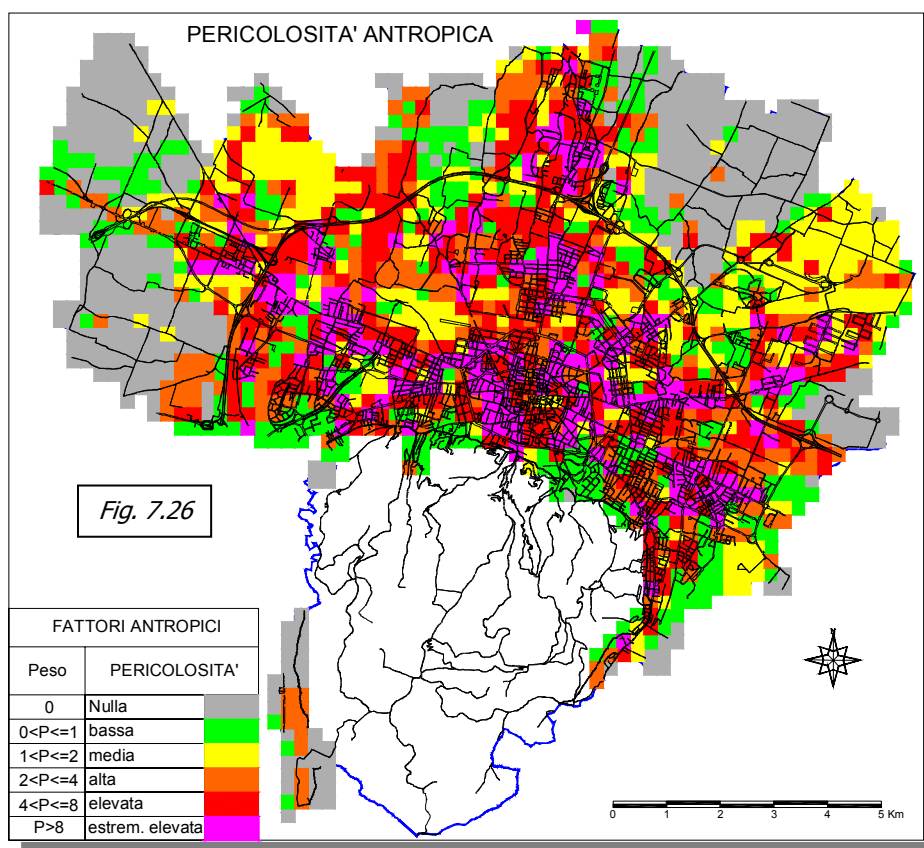 PERICOLOSITA' ANTROPICA
Fig. 7.26
FATTORI ANTROPICI
Peso PERICOLOSITA'
0 Nulla
0<P<=1 bassa
1<P<=2 media
2<P<=4 alta
4<P<=8 elevata
P>8 estrem. elevata
0 1 2 3 4 5 Km